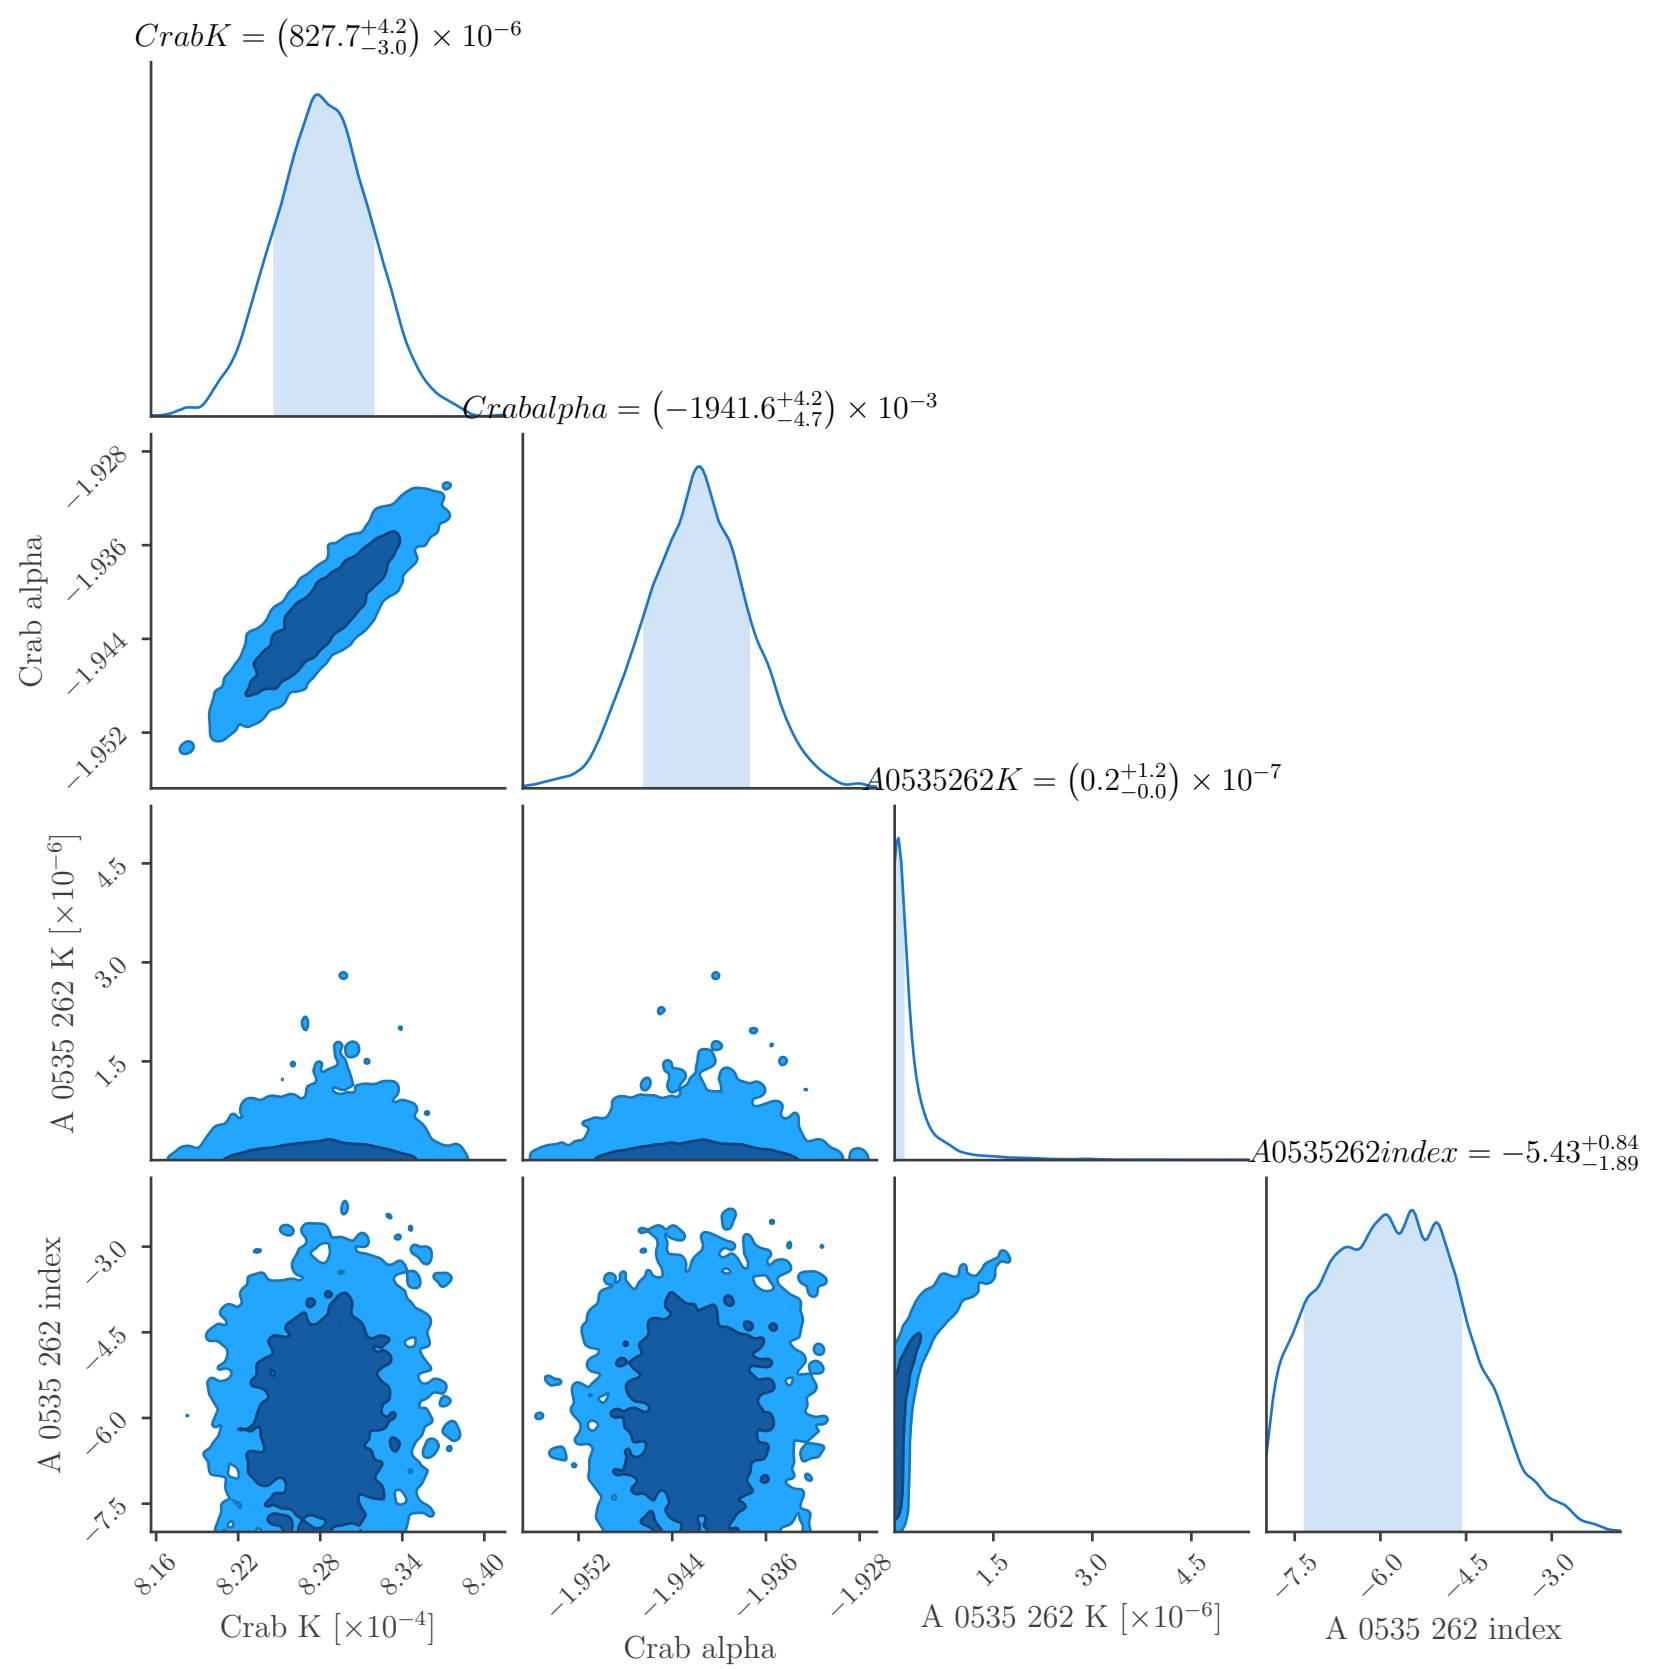 CrabK = (827.7^{+4.2}_{-3.0}) × 10^{-6}
Crabalpha = (−1941.6^{+4.2}_{-4.7}) × 10^{-3}
−1.928
−1.936
−1.944
−1.952
Crab alpha
A0535262K = (0.2^{+1.2}_{-0.0}) × 10^{-7}
4.5
3.0
1.5
A 0535 262 K [×10^{-6}]
A0535262index = −5.43^{+0.84}_{-1.89}
−3.0
−4.5
−6.0
−7.5
A 0535 262 index
8.16 8.22 8.28 8.34 8.40
Crab K [×10^{-4}]
−1.952 −1.944 −1.936 −1.928
Crab alpha
1.5 3.0 4.5
A 0535 262 K [×10^{-6}]
−7.5 −6.0 −4.5 −3.0
A 0535 262 index